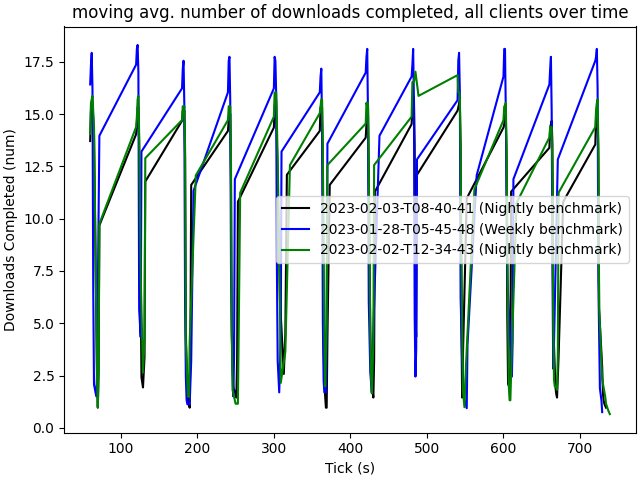 moving avg. number of downloads completed, all clients over time
Downloads Completed (num)
17.5
15.0
12.5
10.0
7.5
5.0
2.5
0.0
2023-02-03-T08-40-41 (Nightly benchmark)
2023-01-28-T05-45-48 (Weekly benchmark)
2023-02-02-T12-34-43 (Nightly benchmark)
100 200 300 400 500 600 700
Tick (s)